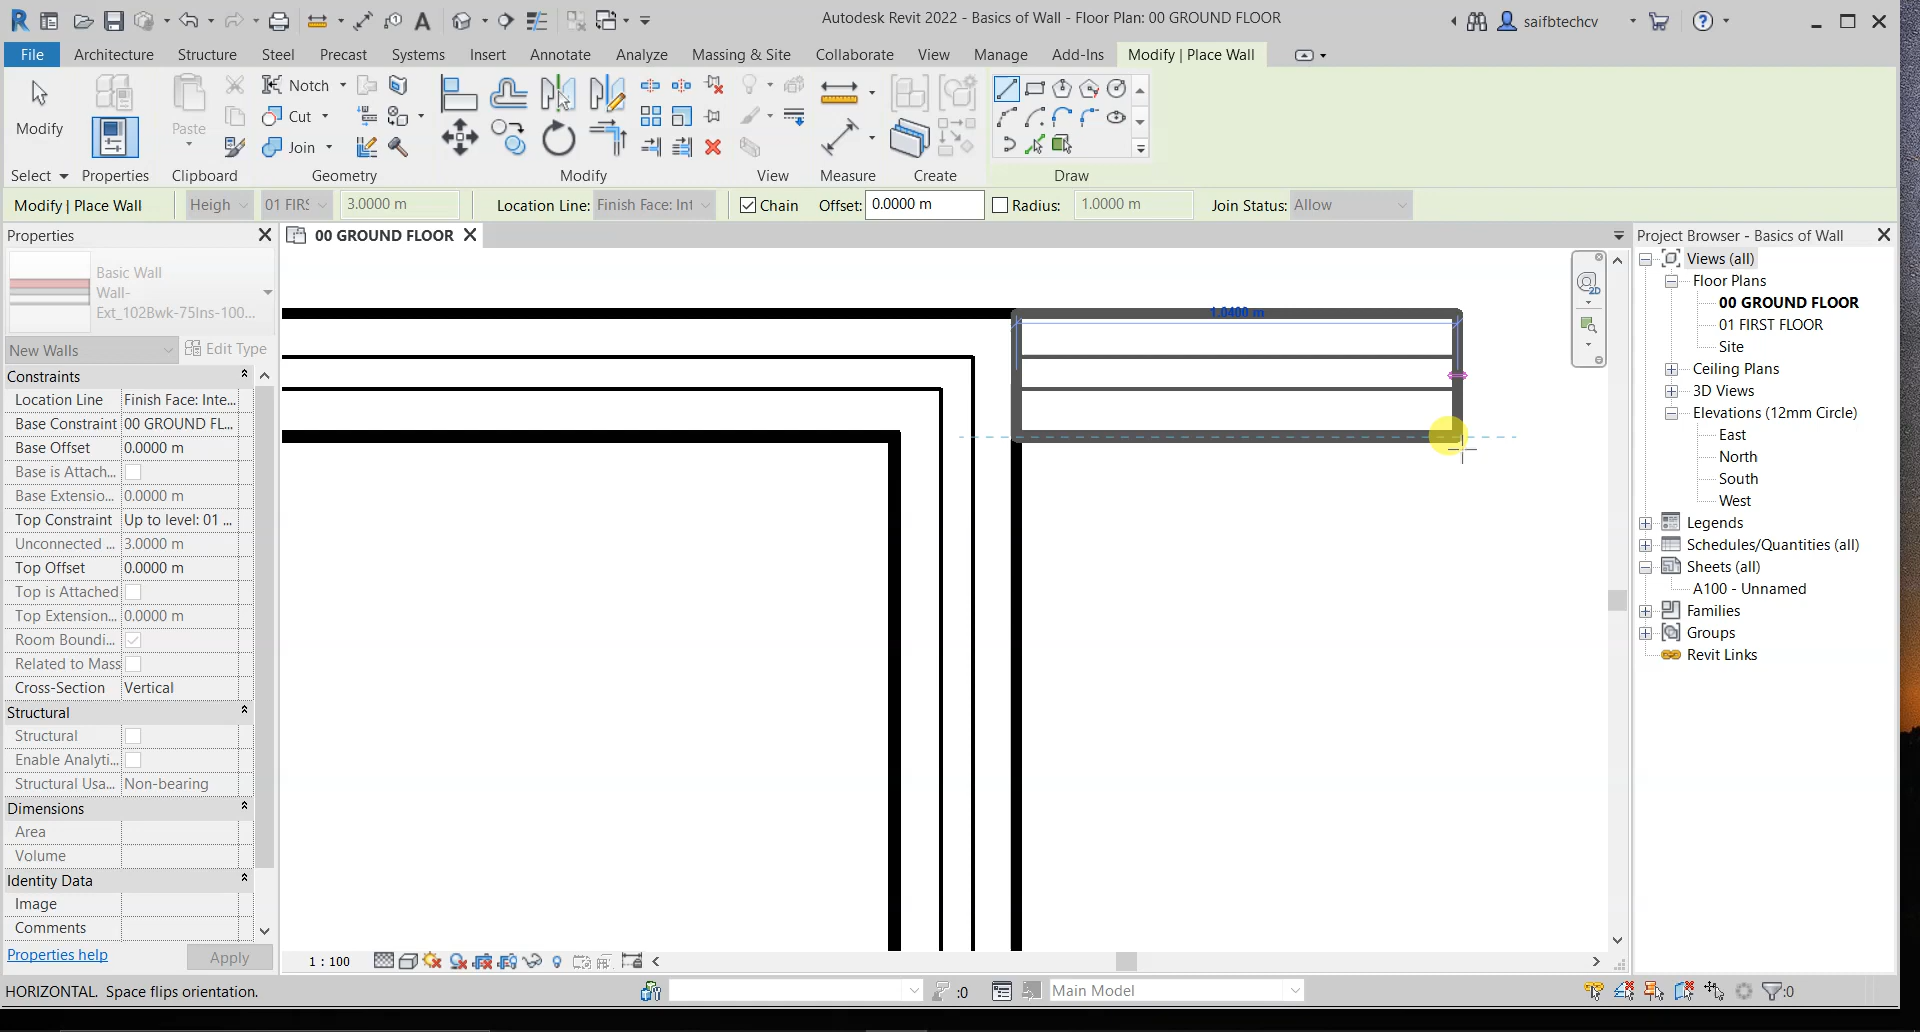 Autodesk Revit 2022 - Basics of Wall - Floor Plan: 00 GROUND FLOOR
saifbtechcv
File Architecture Structure Steel Precast Systems Insert Annotate Analyze Massing & Site Collaborate View Manage Add-Ins Modify | Place Wall
Modify
Paste
Notch
Cut
Join
Select Properties Clipboard Geometry Modify View Measure Create Draw
Modify | Place Wall Heigh 01 FIRS 3.0000 m Location Line: Finish Face: Int Chain Offset: 0.0000 m Radius: 1.0000 m Join Status: Allow
Properties
00 GROUND FLOOR
Basic Wall
Wall-
Ext_102Bwk-75Ins-100...
New Walls Edit Type
Constraints
Location Line Finish Face: Inte...
Base Constraint 00 GROUND FL...
Base Offset 0.0000 m
Base is Attach...
Base Extensio... 0.0000 m
Top Constraint Up to level: 01 ...
Unconnected ... 3.0000 m
Top Offset 0.0000 m
Top is Attached
Top Extension... 0.0000 m
Room Boundi...
Related to Mass
Cross-Section Vertical
Structural
Structural
Enable Analyti...
Structural Usa... Non-bearing
Dimensions
Area
Volume
Identity Data
Image
Comments
Properties help Apply
1.0400 m
2D
Project Browser - Basics of Wall
Views (all)
Floor Plans
00 GROUND FLOOR
01 FIRST FLOOR
Site
Ceiling Plans
3D Views
Elevations (12mm Circle)
East
North
South
West
Legends
Schedules/Quantities (all)
Sheets (all)
A100 - Unnamed
Families
Groups
Revit Links
1 : 100
HORIZONTAL. Space flips orientation.
:0
Main Model
:0